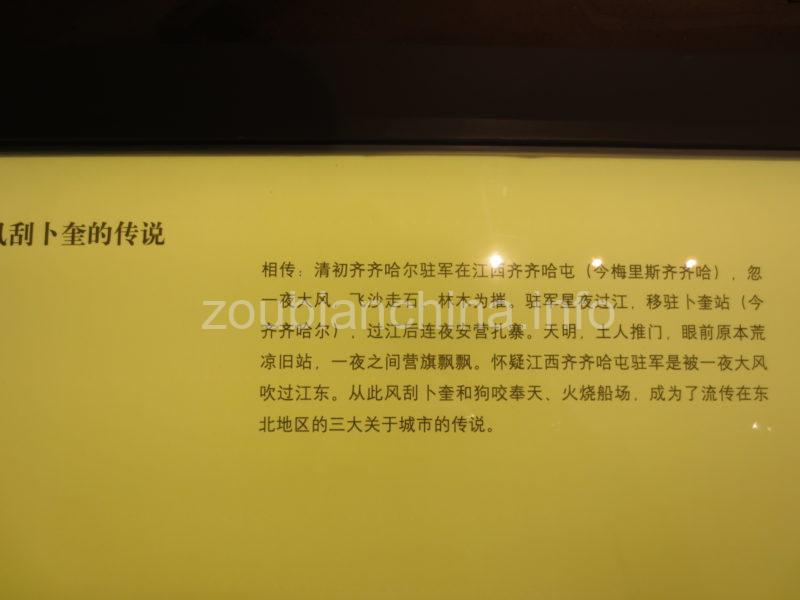 风刮卜奎的传说
相传：清初齐齐哈尔驻军在江西齐齐哈屯（今梅里斯齐齐哈），忽
一夜大风。飞沙走石，林木为摧。驻军星夜过江，移驻卜奎站（今
齐齐哈尔），过江后连夜安营扎寨。天明，土人推门，眼前原本荒
凉旧站，一夜之间营旗飘飘。怀疑江西齐齐哈屯驻军是被一夜大风
吹过江东。从此风刮卜奎和狗咬奉天、火烧船场，成为了流传在东
北地区的三大关于城市的传说。
zoubianchina.info